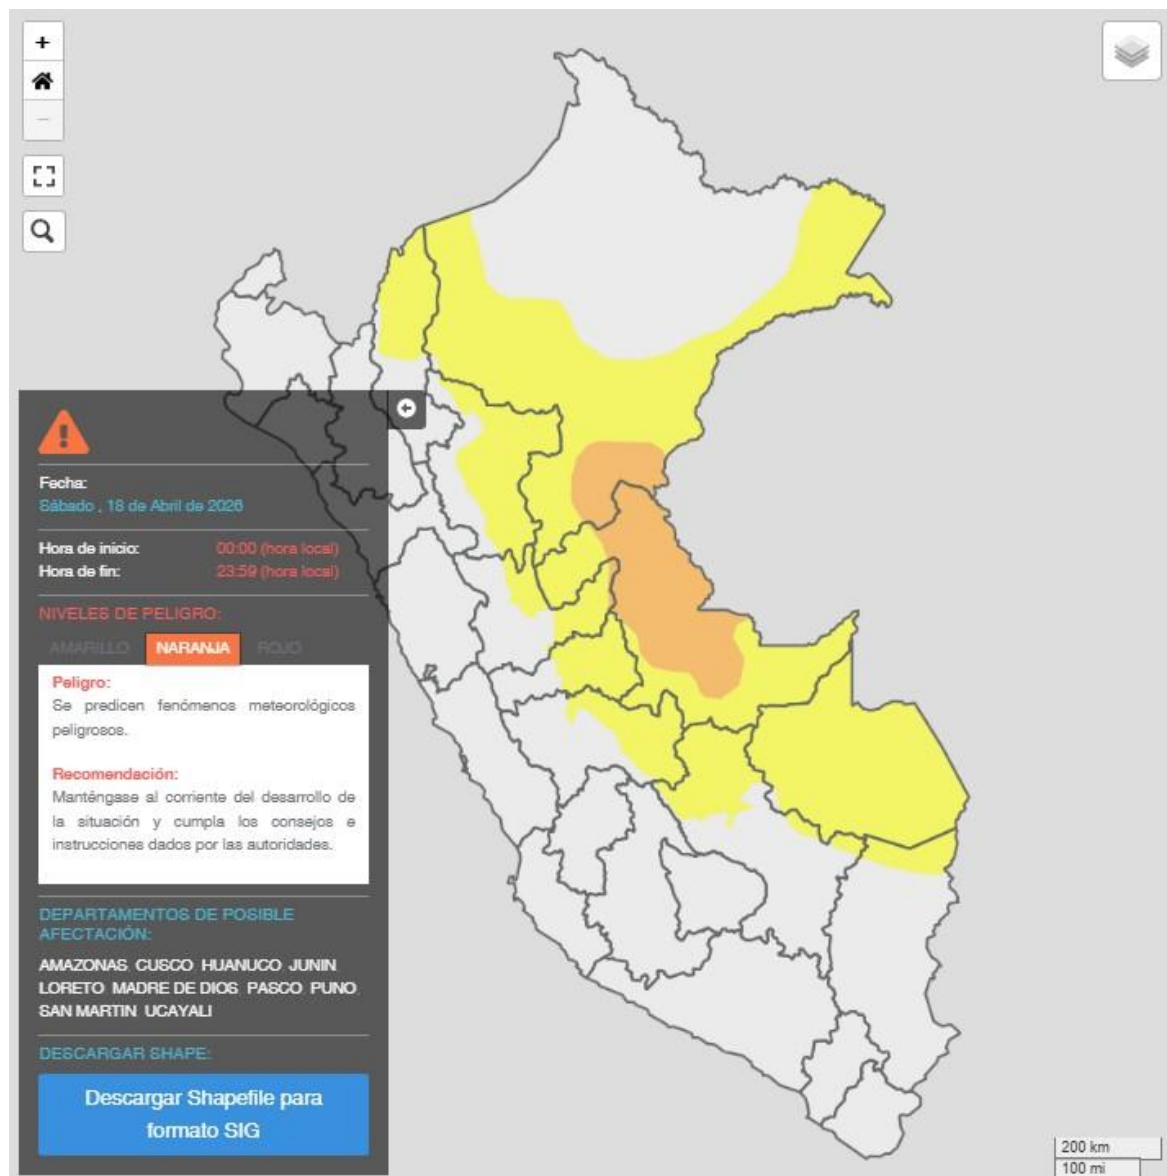 +
−
Fecha:
Sábado , 18 de Abril de 2026
Hora de inicio: 00:00 (hora local)
Hora de fin: 23:59 (hora local)
NIVELES DE PELIGRO:
AMARILLO NARANJA ROJO
Peligro:
Se predicen fenómenos meteorológicos
peligrosos.
Recomendación:
Manténgase al corriente del desarrollo de
la situación y cumpla los consejos e
instrucciones dados por las autoridades.
DEPARTAMENTOS DE POSIBLE
AFECTACIÓN:
AMAZONAS CUSCO HUANUCO JUNIN
LORETO MADRE DE DIOS PASCO PUNO
SAN MARTIN UCAYALI
DESCARGAR SHAPE:
Descargar Shapefile para
formato SIG
200 km
100 mi